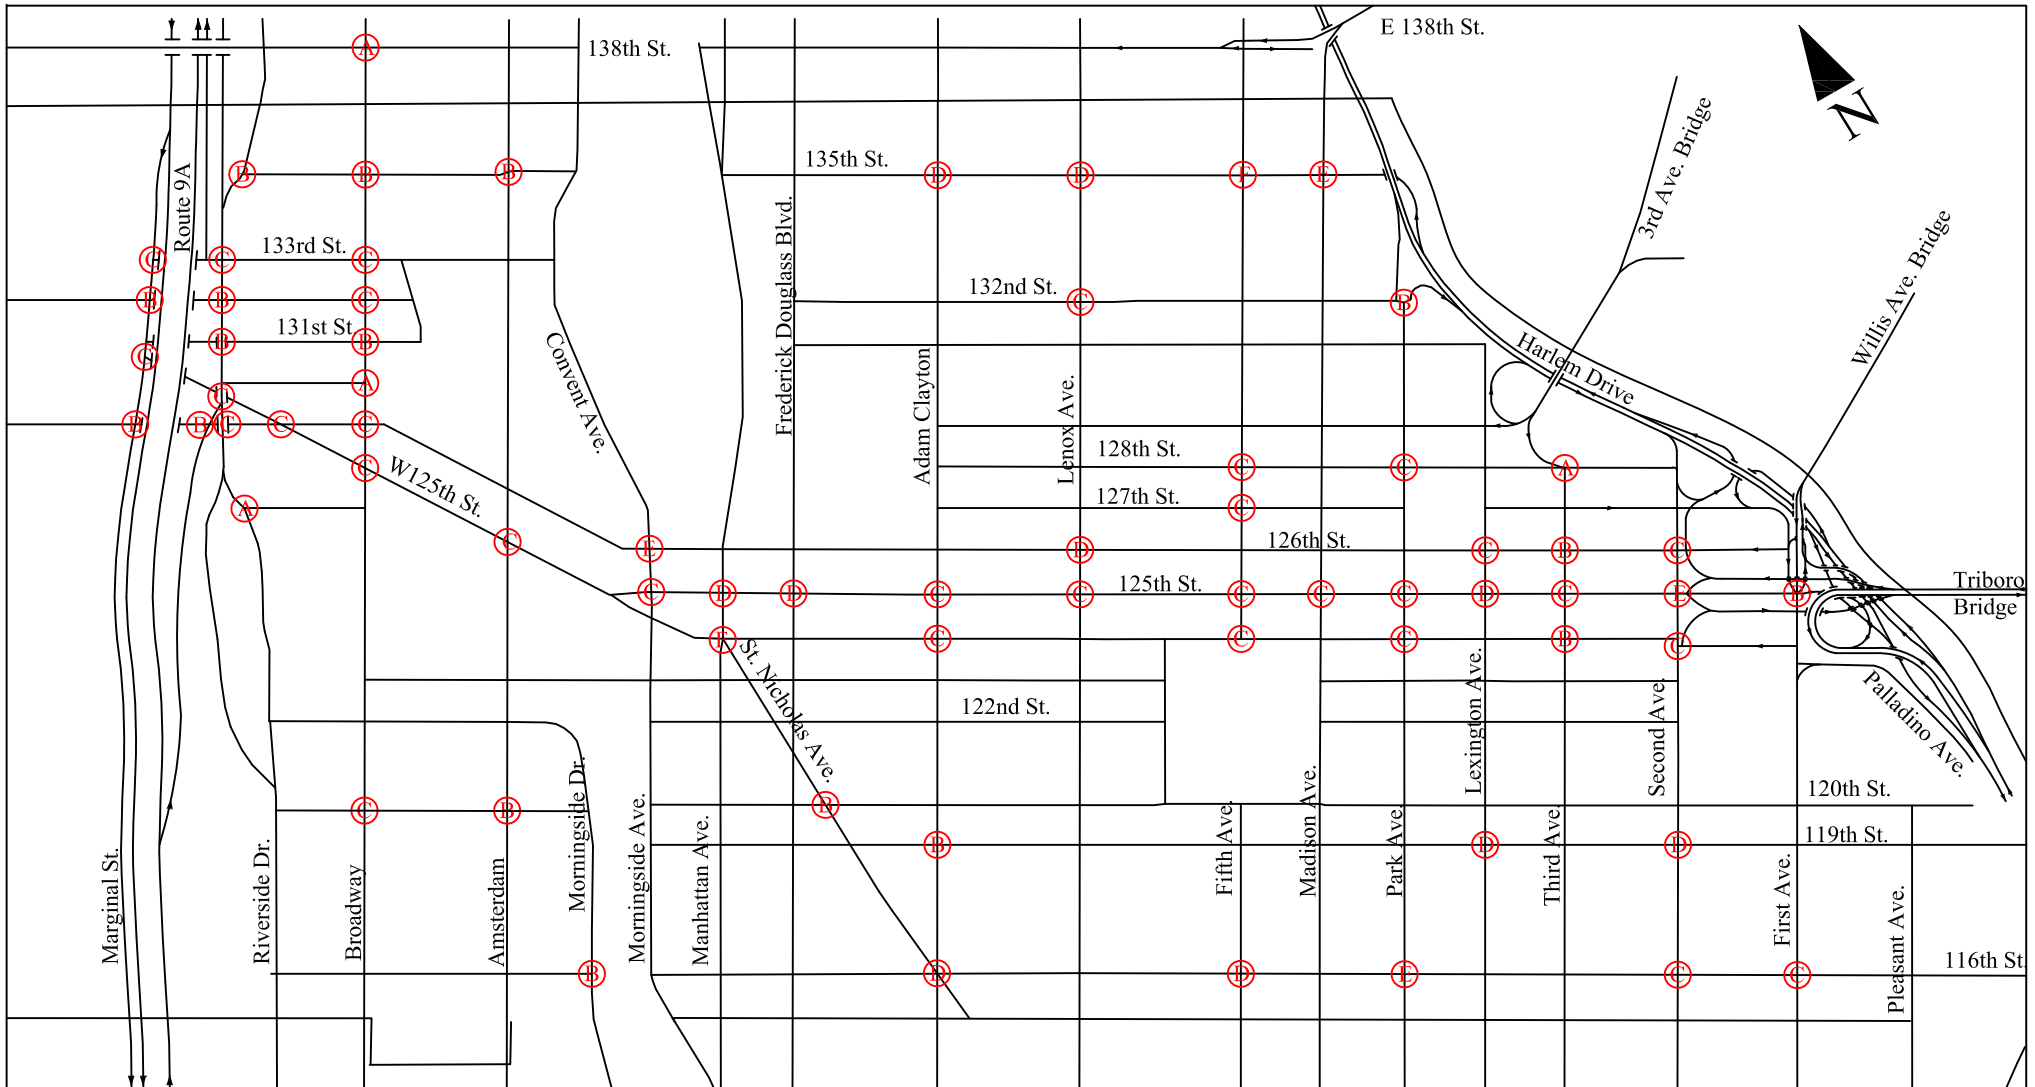 E 138th St.
A
138th St.
N
3rd Ave. Bridge
135th St.
B
B
B
D
D
F
E
Route 9A
Frederick Douglass Blvd.
Willis Ave. Bridge
133rd St.
C
C
C
132nd St.
B
B
C
C
B
131st St.
C
B
B
Harlem Drive
Convent Ave.
Adam Clayton
Lenox Ave.
A
C
B
B
C
C
C
128th St.
C
W125th St.
C
C
A
127th St.
A
C
126th St.
C
E
D
C
B
C
125th St.
Triboro
Bridge
C
D
D
C
C
C
C
C
D
C
E
B
F
C
C
C
B
C
St. Nicholas Ave.
122nd St.
Lexington Ave.
Second Ave.
Palladino Ave.
Morningside Dr.
120th St.
C
B
B
119th St.
B
D
D
Marginal St.
Riverside Dr.
Broadway
Amsterdam
Morningside Ave.
Manhattan Ave.
Fifth Ave.
Madison Ave.
Park Ave.
Third Ave.
First Ave.
Pleasant Ave.
116th St.
B
D
D
E
C
C